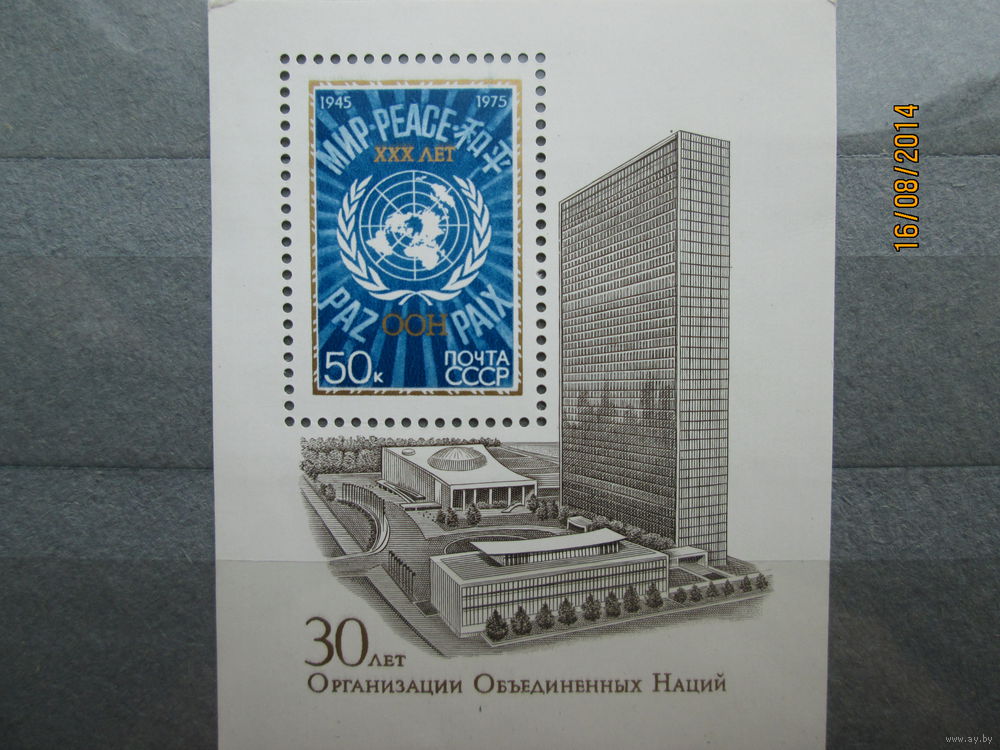 1945 1975
МИР·PEACE·和平
XXX ЛЕТ
PAZ ООН PAIX
50к ПОЧТА
СССР
30 ЛЕТ
Организации Объединенных Наций
16/08/2014
www.ay.by